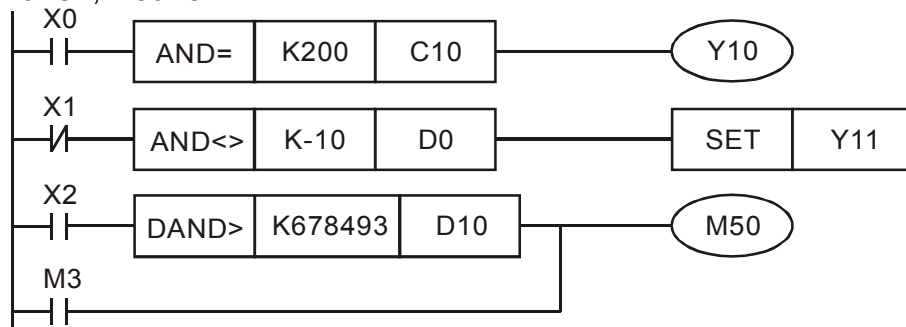 X0
AND= K200 C10 Y10
X1
AND<> K-10 D0 SET Y11
X2
DAND> K678493 D10 M50
M3